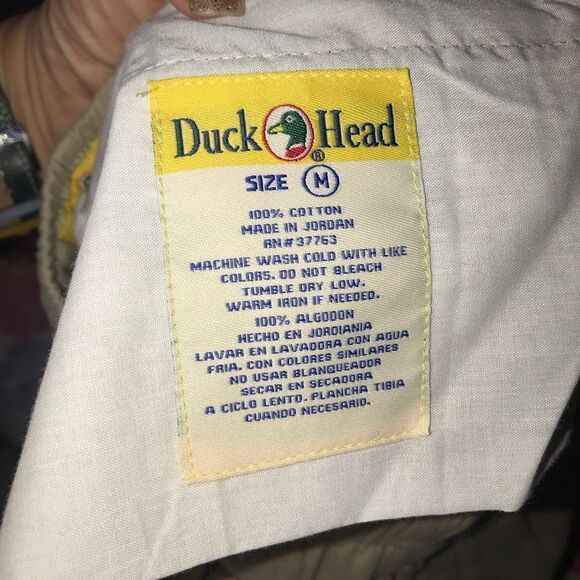 Duck Head ®
SIZE M
100% COTTON
MADE IN JORDAN
RN#37763
MACHINE WASH COLD WITH LIKE
COLORS. DO NOT BLEACH
TUMBLE DRY LOW.
WARM IRON IF NEEDED.
100% ALGODON
HECHO EN JORDIANIA
LAVAR EN LAVADORA CON AGUA
FRIA. CON COLORES SIMILARES
NO USAR BLANQUEADOR
SECAR EN SECADORA
A CICLO LENTO. PLANCHA TIBIA
CUANDO NECESARIO.